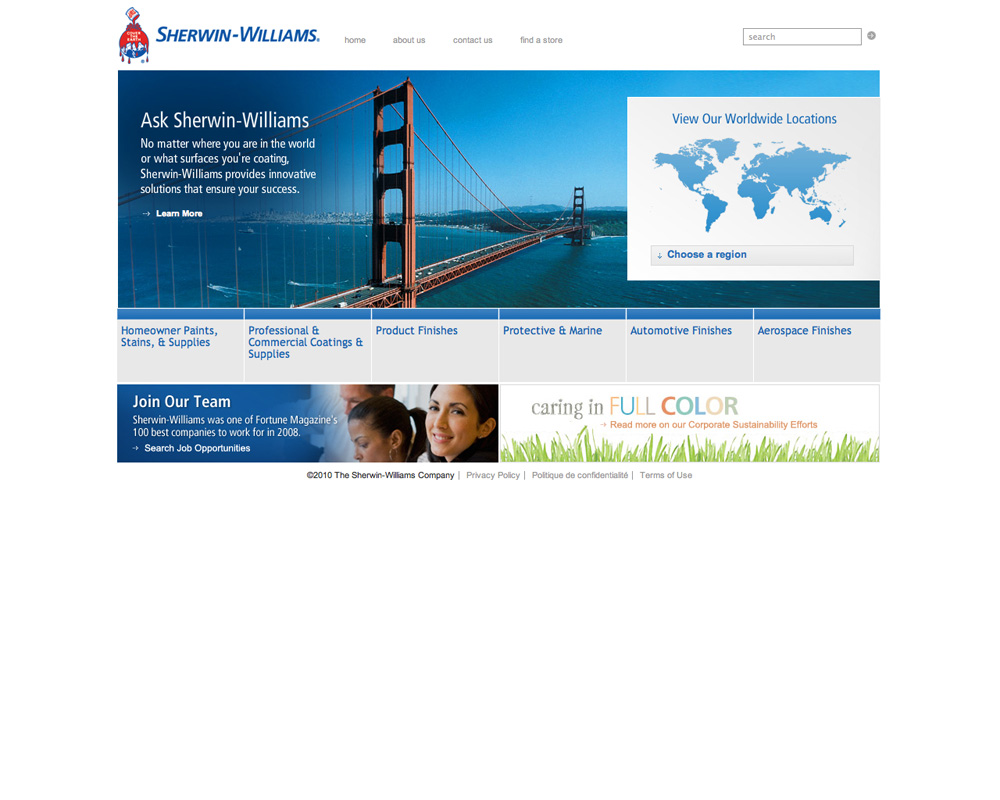 COVER
THE
EARTH
SHERWIN-WILLIAMS.
home about us contact us find a store
search
Ask Sherwin-Williams
No matter where you are in the world
or what surfaces you're coating,
Sherwin-Williams provides innovative
solutions that ensure your success.
→ Learn More
View Our Worldwide Locations
↓ Choose a region
Homeowner Paints,
Stains, & Supplies
Professional &
Commercial Coatings &
Supplies
Product Finishes
Protective & Marine
Automotive Finishes
Aerospace Finishes
Join Our Team
Sherwin-Williams was one of Fortune Magazine's
100 best companies to work for in 2008.
→ Search Job Opportunities
caring in FULL COLOR
→ Read more on our Corporate Sustainability Efforts
©2010 The Sherwin-Williams Company | Privacy Policy | Politique de confidentialité | Terms of Use